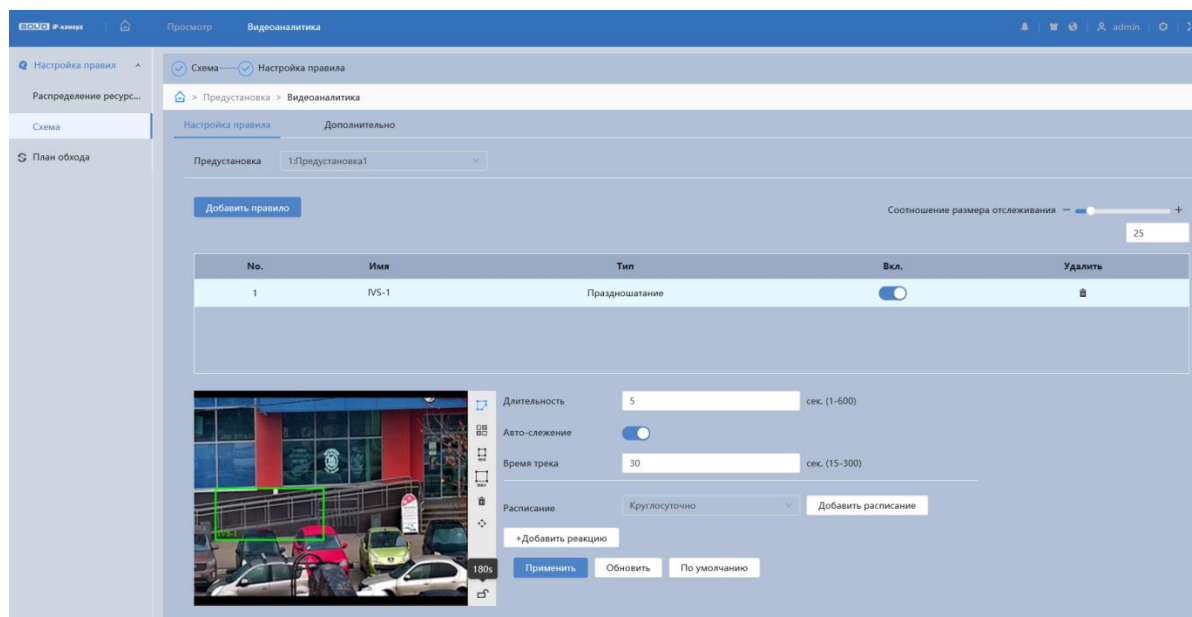 BOLID IP-камера Просмотр Видеоаналитика admin
Настройка правил
Распределение ресурс...
Схема
План обхода
Схема Настройка правила
> Предустановка > Видеоаналитика
Настройка правила Дополнительно
Предустановка 1:Предустановка1
Добавить правило
Соотношение размера отслеживания − +
25
No. Имя Тип Вкл. Удалить
1 IVS-1 Праздношатание
IVS-1
180s
Длительность 5 сек. (1-600)
Авто-слежение
Время трека 30 сек. (15-300)
Расписание Круглосуточно Добавить расписание
+Добавить реакцию
Применить Обновить По умолчанию